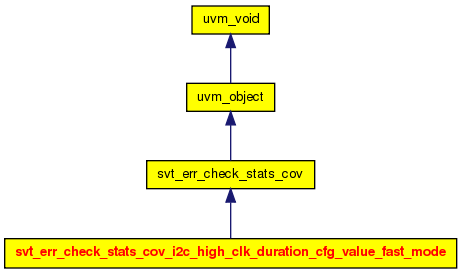 uvm_void
uvm_object
svt_err_check_stats_cov
svt_err_check_stats_cov_i2c_high_clk_duration_cfg_value_fast_mode